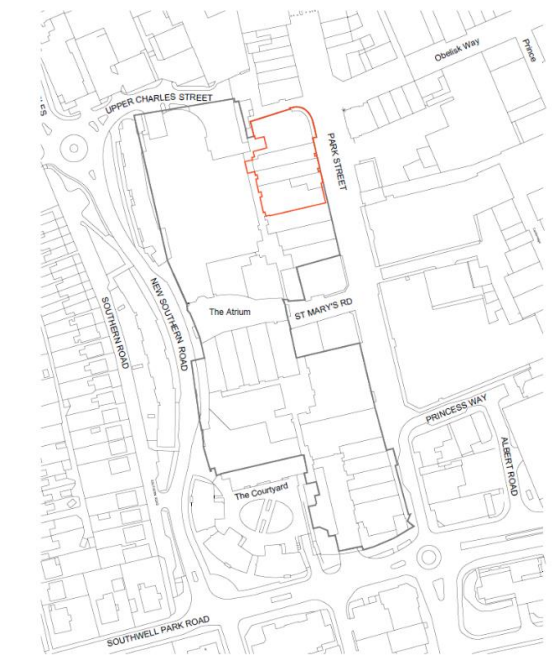 Obelisk Way
Prince
UPPER CHARLES STREET
ES
PARK STREET
NEW SOUTHERN ROAD
The Atrium
ST MARY'S RD
SOUTHERN ROAD
PRINCESS WAY
ALBERT ROAD
The Courtyard
SOUTHWELL PARK ROAD